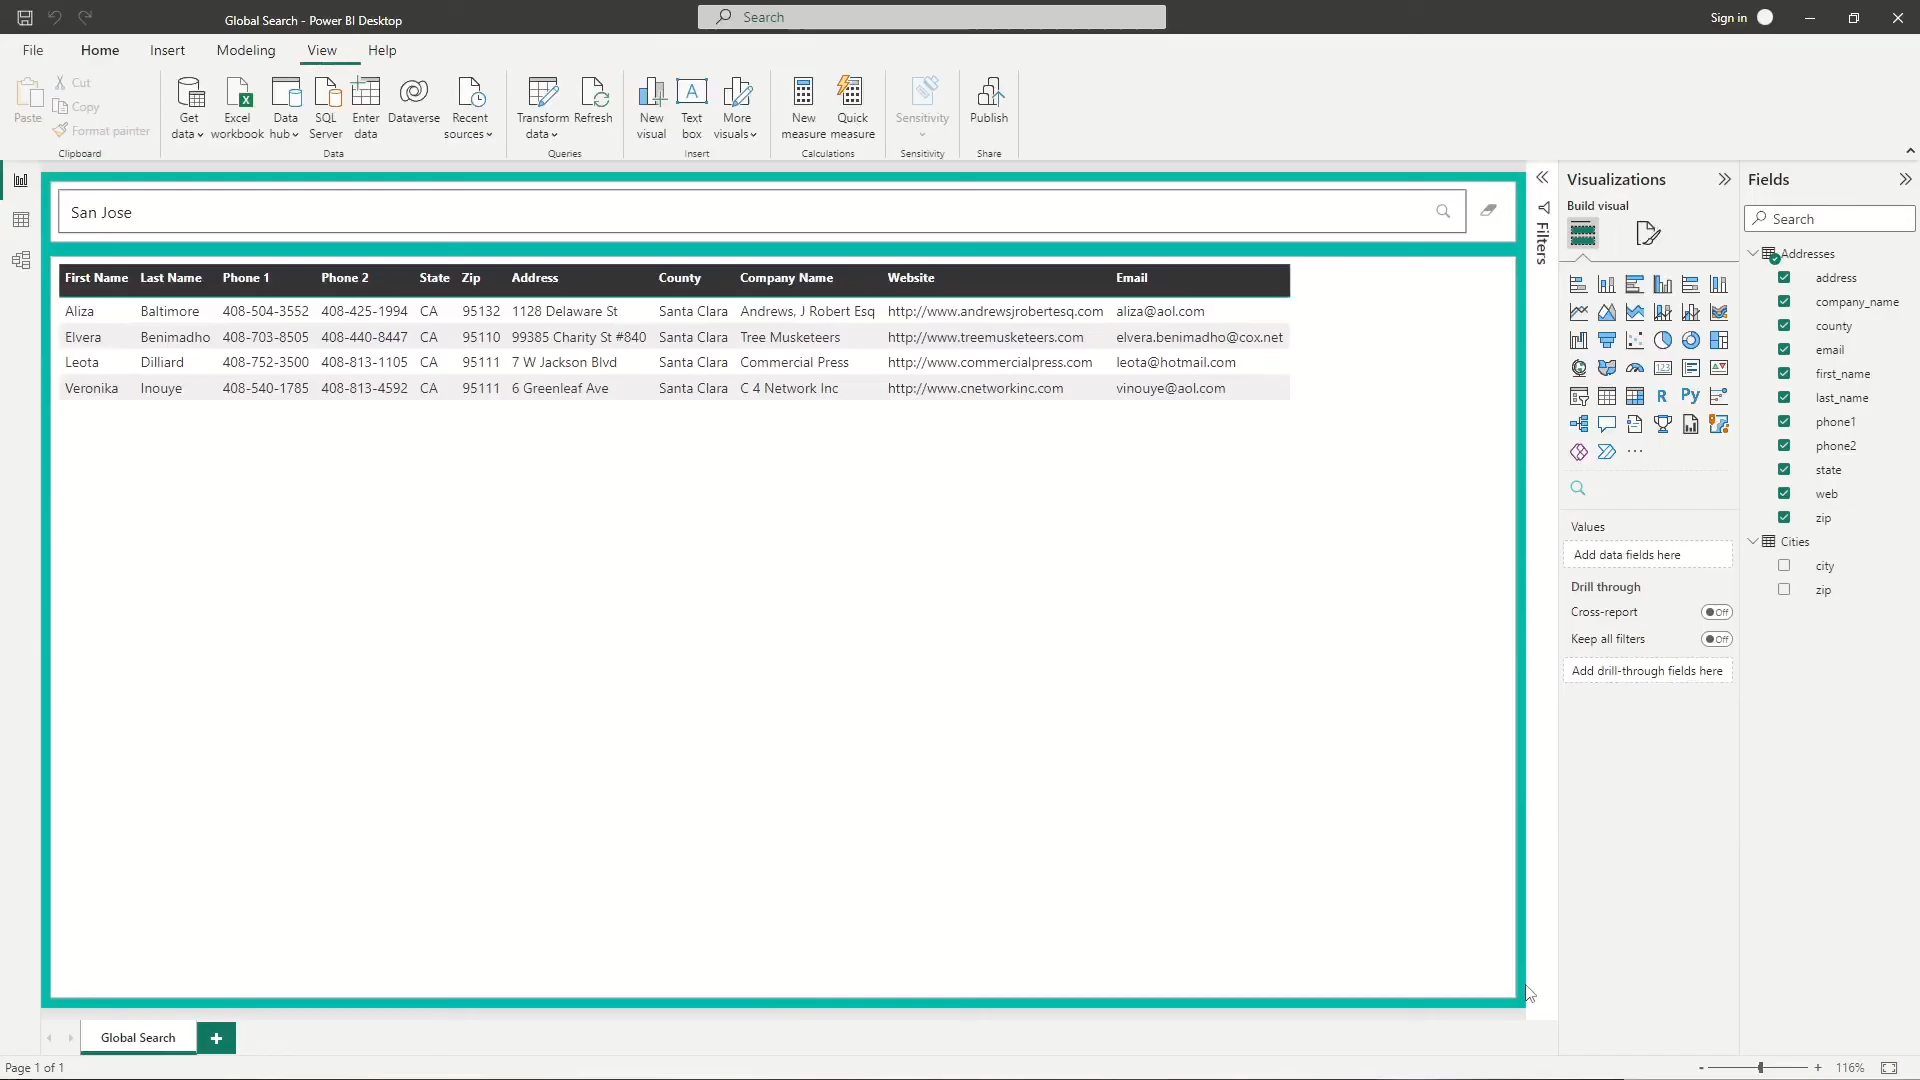 Global Search - Power BI Desktop
Search
Sign in
File
Home
Insert
Modeling
View
Help
Paste
Cut
Copy
Format painter
Clipboard
Get data
Excel workbook
Data hub
SQL Server
Enter data
Dataverse
Recent sources
Data
Transform data
Refresh
Queries
New visual
Text box
More visuals
Insert
New measure
Quick measure
Calculations
Sensitivity
Sensitivity
Publish
Share
San Jose
First Name Last Name Phone 1 Phone 2 State Zip Address County Company Name Website Email
Aliza Baltimore 408-504-3552 408-425-1994 CA 95132 1128 Delaware St Santa Clara Andrews, J Robert Esq http://www.andrewsjrobertesq.com aliza@aol.com
Elvera Benimadho 408-703-8505 408-440-8447 CA 95110 99385 Charity St #840 Santa Clara Tree Musketeers http://www.treemusketeers.com elvera.benimadho@cox.net
Leota Dilliard 408-752-3500 408-813-1105 CA 95111 7 W Jackson Blvd Santa Clara Commercial Press http://www.commercialpress.com leota@hotmail.com
Veronika Inouye 408-540-1785 408-813-4592 CA 95111 6 Greenleaf Ave Santa Clara C 4 Network Inc http://www.cnetworkinc.com vinouye@aol.com
Filters
Visualizations
Build visual
123
R
Py
...
Values
Add data fields here
Drill through
Cross-report
Off
Keep all filters
Off
Add drill-through fields here
Fields
Search
Addresses
address
company_name
county
email
first_name
last_name
phone1
phone2
state
web
zip
Cities
city
zip
Global Search
+
Page 1 of 1
- + 116%